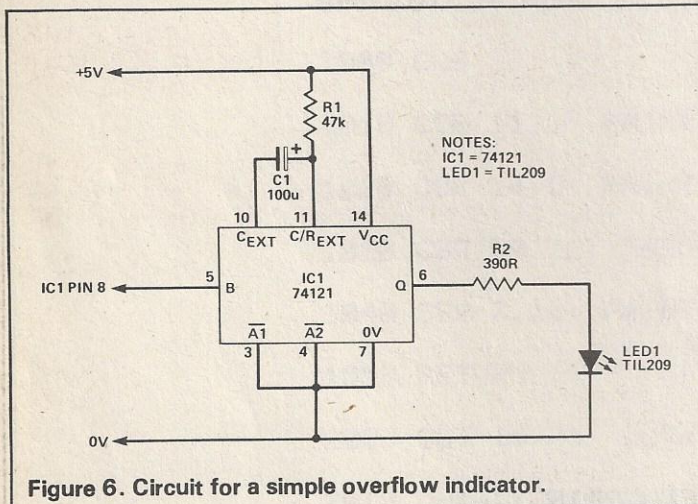 +5V
R1
47k
NOTES:
IC1 = 74121
LED1 = TIL209
+
C1
100u
10 11 14
CEXT C/REXT VCC
R2
390R
5 6
IC1 PIN 8 B IC1 Q
74121
A1 A2 0V
3 4 7
LED1
TIL209
0V
Figure 6. Circuit for a simple overflow indicator.